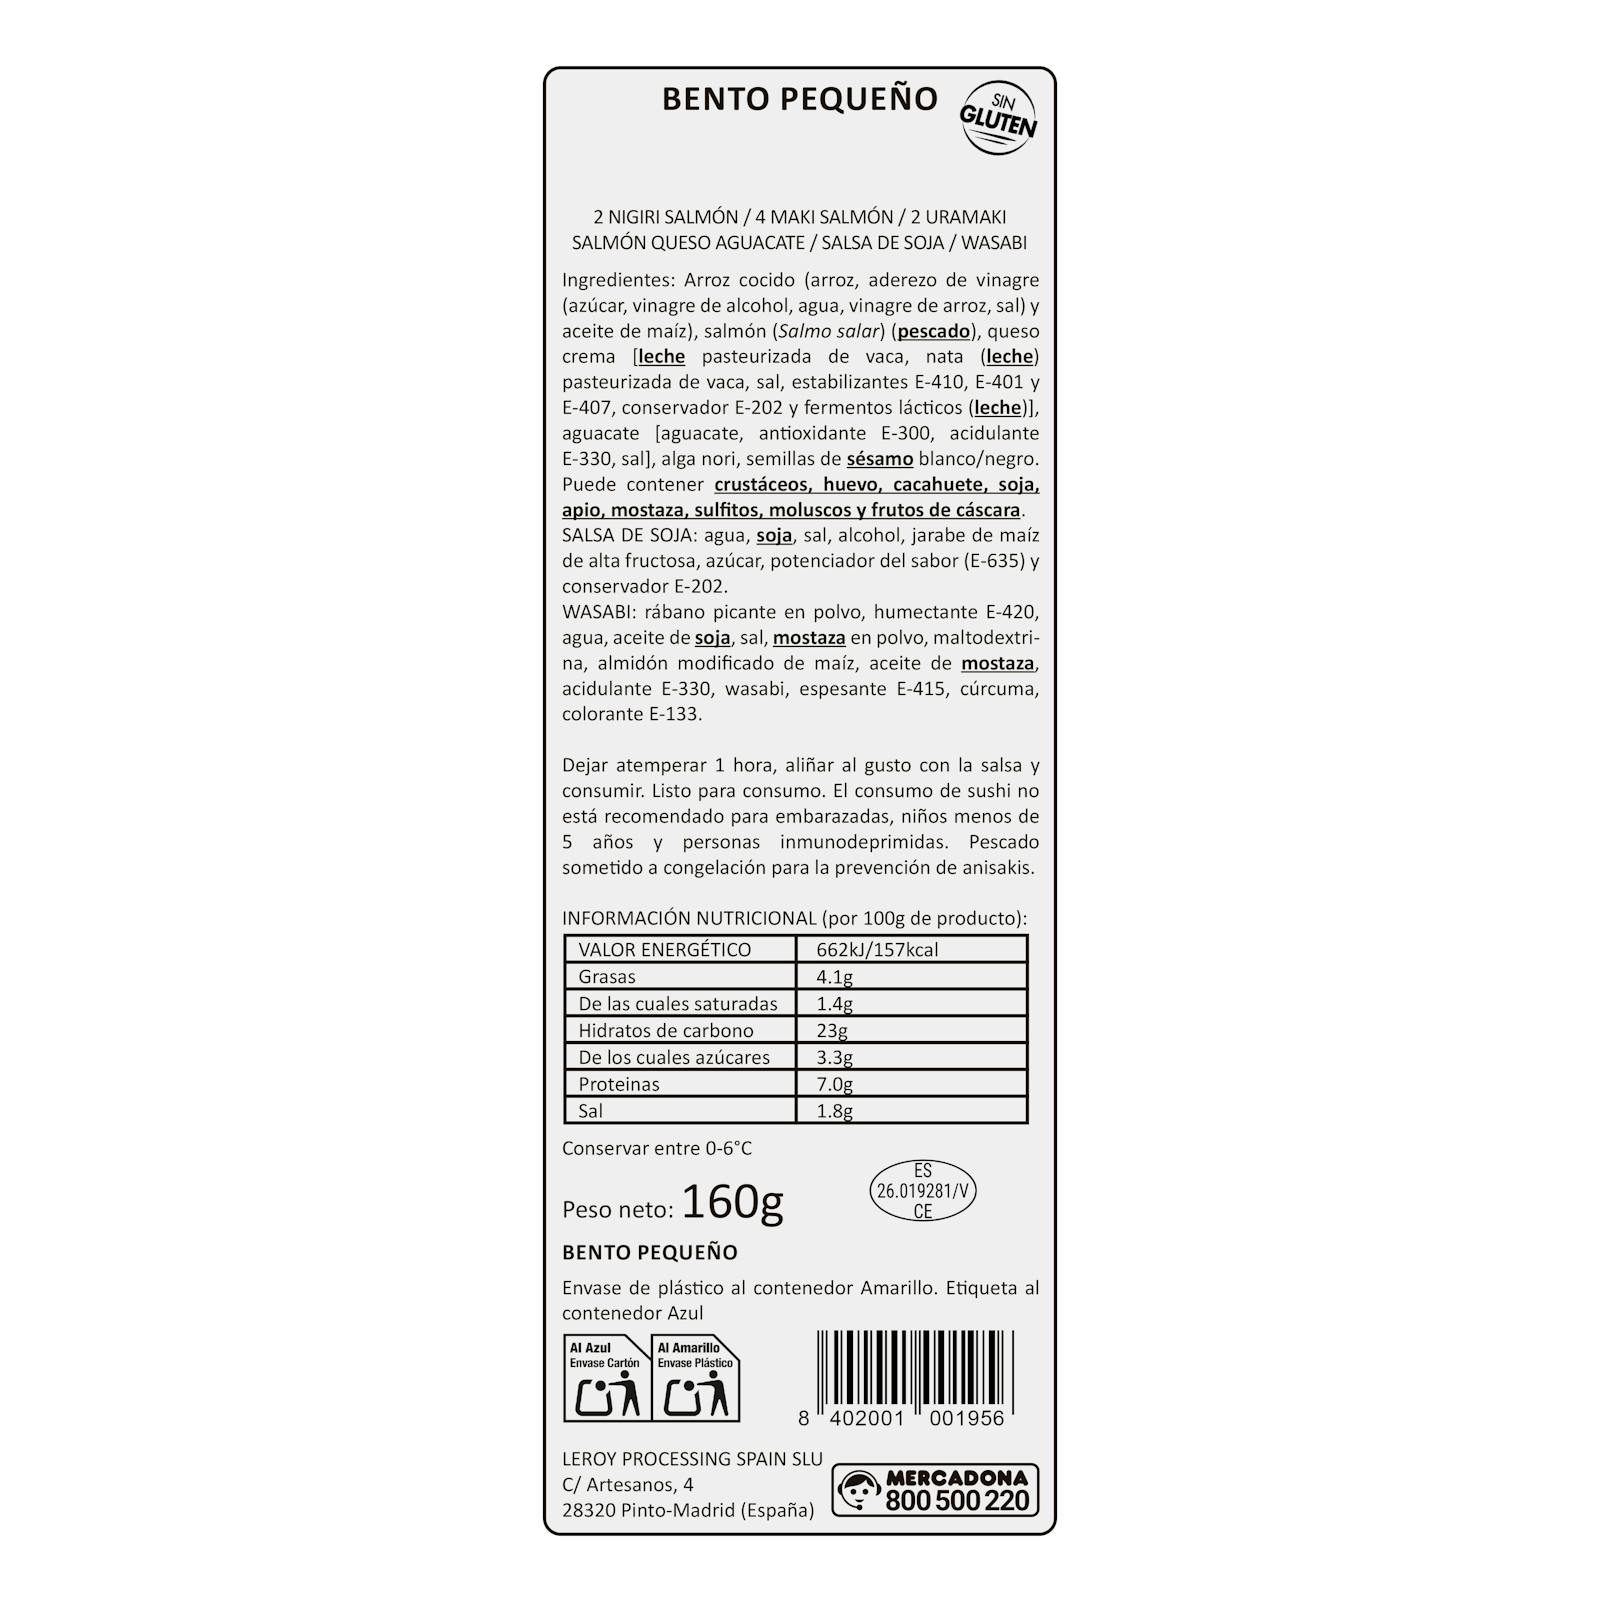 BENTO PEQUEÑO
SIN
GLUTEN
2 NIGIRI SALMÓN / 4 MAKI SALMÓN / 2 URAMAKI
SALMÓN QUESO AGUACATE / SALSA DE SOJA / WASABI
Ingredientes: Arroz cocido (arroz, aderezo de vinagre
(azúcar, vinagre de alcohol, agua, vinagre de arroz, sal) y
aceite de maíz), salmón (Salmo salar) (pescado), queso
crema [leche pasteurizada de vaca, nata (leche)
pasteurizada de vaca, sal, estabilizantes E-410, E-401 y
E-407, conservador E-202 y fermentos lácticos (leche)],
aguacate [aguacate, antioxidante E-300, acidulante
E-330, sal], alga nori, semillas de sésamo blanco/negro.
Puede contener crustáceos, huevo, cacahuete, soja,
apio, mostaza, sulfitos, moluscos y frutos de cáscara.
SALSA DE SOJA: agua, soja, sal, alcohol, jarabe de maíz
de alta fructosa, azúcar, potenciador del sabor (E-635) y
conservador E-202.
WASABI: rábano picante en polvo, humectante E-420,
agua, aceite de soja, sal, mostaza en polvo, maltodextri-
na, almidón modificado de maíz, aceite de mostaza,
acidulante E-330, wasabi, espesante E-415, cúrcuma,
colorante E-133.
Dejar atemperar 1 hora, aliñar al gusto con la salsa y
consumir. Listo para consumo. El consumo de sushi no
está recomendado para embarazadas, niños menos de
5 años y personas inmunodeprimidas. Pescado
sometido a congelación para la prevención de anisakis.
INFORMACIÓN NUTRICIONAL (por 100g de producto):
VALOR ENERGÉTICO 662kJ/157kcal
Grasas 4.1g
De las cuales saturadas 1.4g
Hidratos de carbono 23g
De los cuales azúcares 3.3g
Proteinas 7.0g
Sal 1.8g
Conservar entre 0-6°C
ES
26.019281/V
CE
Peso neto: 160g
BENTO PEQUEÑO
Envase de plástico al contenedor Amarillo. Etiqueta al
contenedor Azul
Al Azul
Envase Cartón
Al Amarillo
Envase Plástico
8 402001 001956
LEROY PROCESSING SPAIN SLU
C/ Artesanos, 4
28320 Pinto-Madrid (España)
MERCADONA
800 500 220